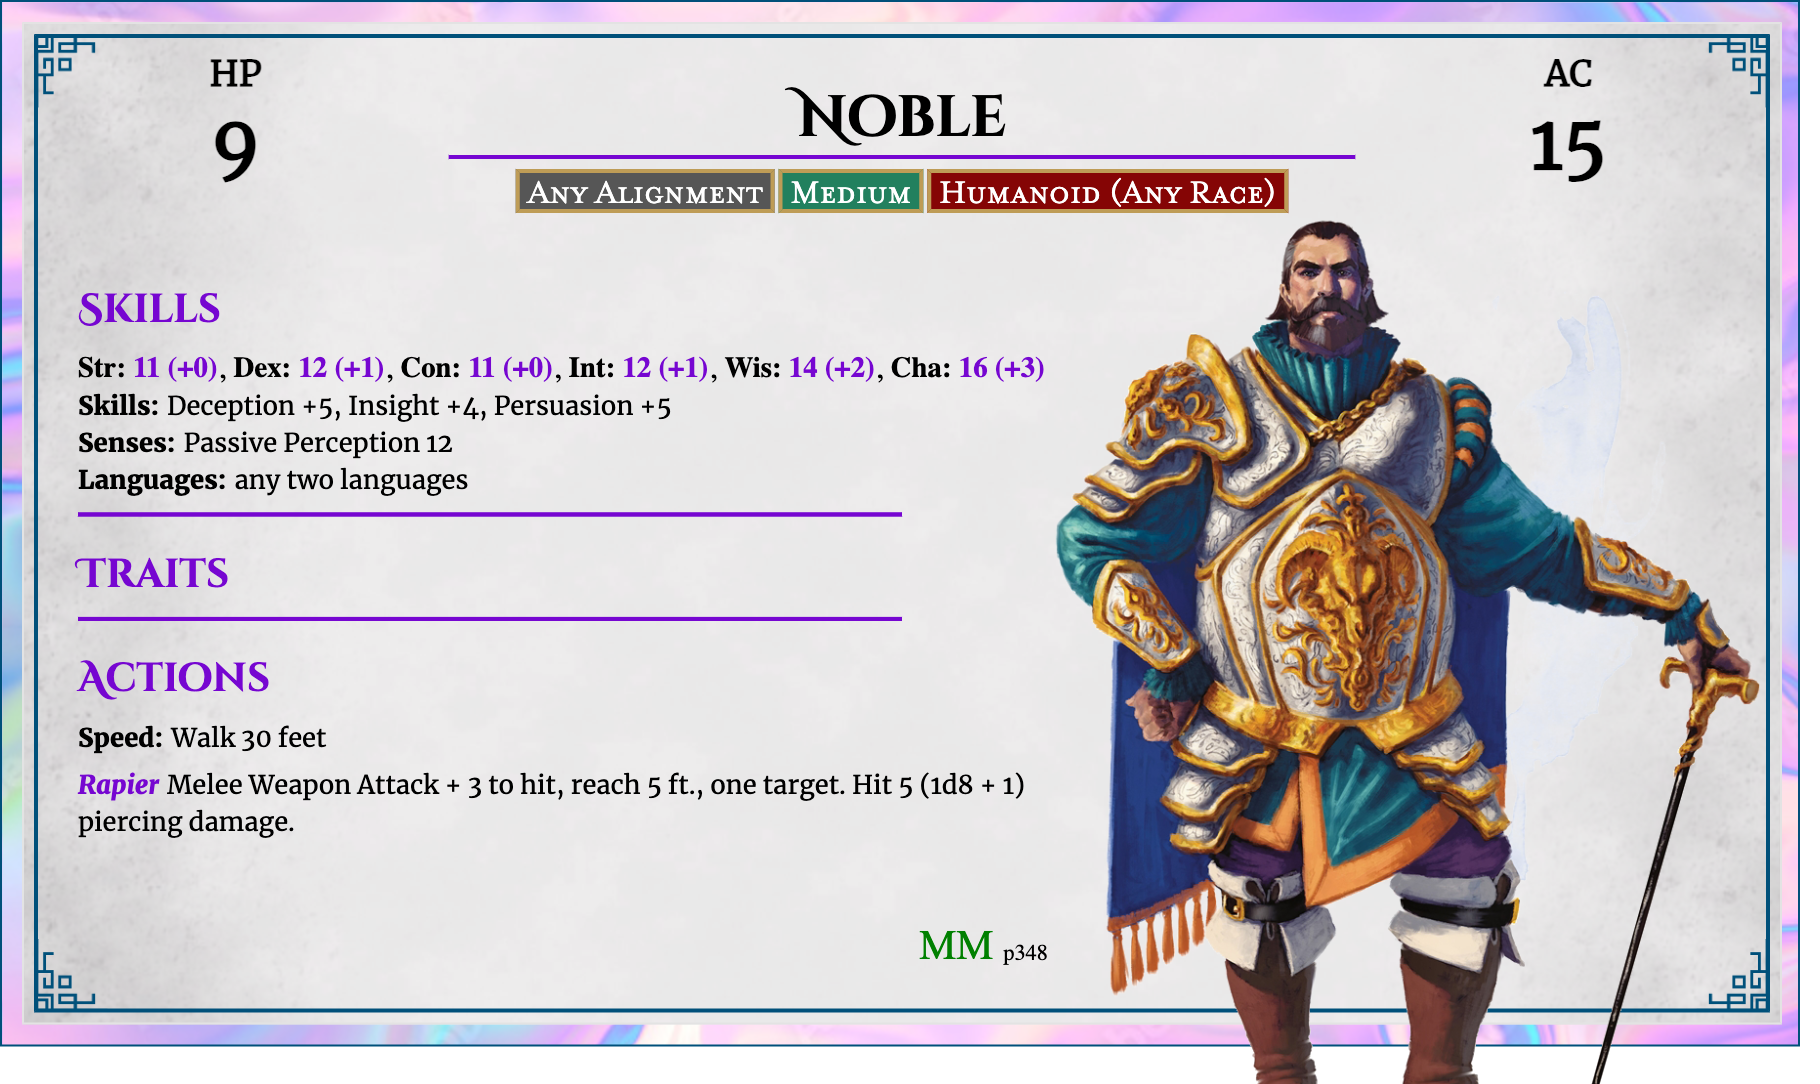 HP
9
Noble
AC
15
Any Alignment Medium Humanoid (Any Race)
Skills
Str: 11 (+0), Dex: 12 (+1), Con: 11 (+0), Int: 12 (+1), Wis: 14 (+2), Cha: 16 (+3)
Skills: Deception +5, Insight +4, Persuasion +5
Senses: Passive Perception 12
Languages: any two languages
Traits
Actions
Speed: Walk 30 feet
Rapier Melee Weapon Attack + 3 to hit, reach 5 ft., one target. Hit 5 (1d8 + 1)
piercing damage.
MM p348